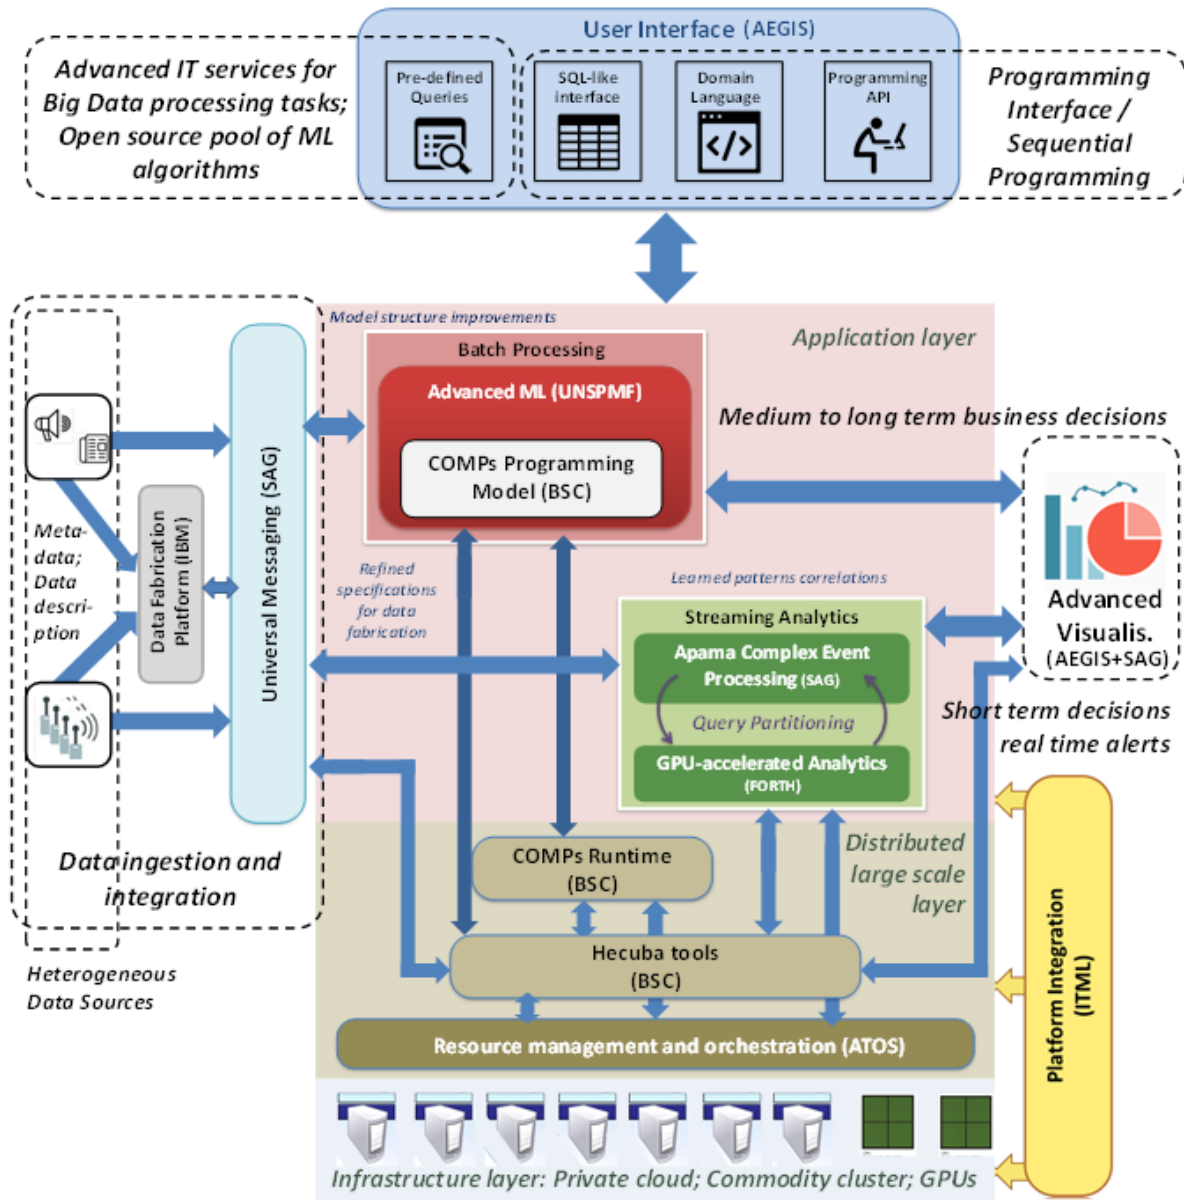 User Interface (AEGIS)
Advanced IT services for
Big Data processing tasks;
Open source pool of ML
algorithms
Pre-defined
Queries
SQL-like
interface
Domain
Language
Programming
API
Programming
Interface /
Sequential
Programming
Model structure improvements
Application layer
Batch Processing
Advanced ML (UNSPMF)
COMPs Programming
Model (BSC)
Medium to long term business decisions
Universal Messaging (SAG)
Data Fabrication
Platform (IBM)
Meta-
data;
Data
descri-
ption
Refined
specifications
for data
fabrication
Learned patterns correlations
Streaming Analytics
Apama Complex Event
Processing (SAG)
Query Partitioning
GPU-accelerated Analytics
(FORTH)
Advanced
Visualis.
(AEGIS+SAG)
Short term decisions
real time alerts
Data ingestion and
integration
Heterogeneous
Data Sources
COMPs Runtime
(BSC)
Distributed
large scale
layer
Hecuba tools
(BSC)
Resource management and orchestration (ATOS)
Platform Integration
(ITML)
Infrastructure layer: Private cloud; Commodity cluster; GPUs